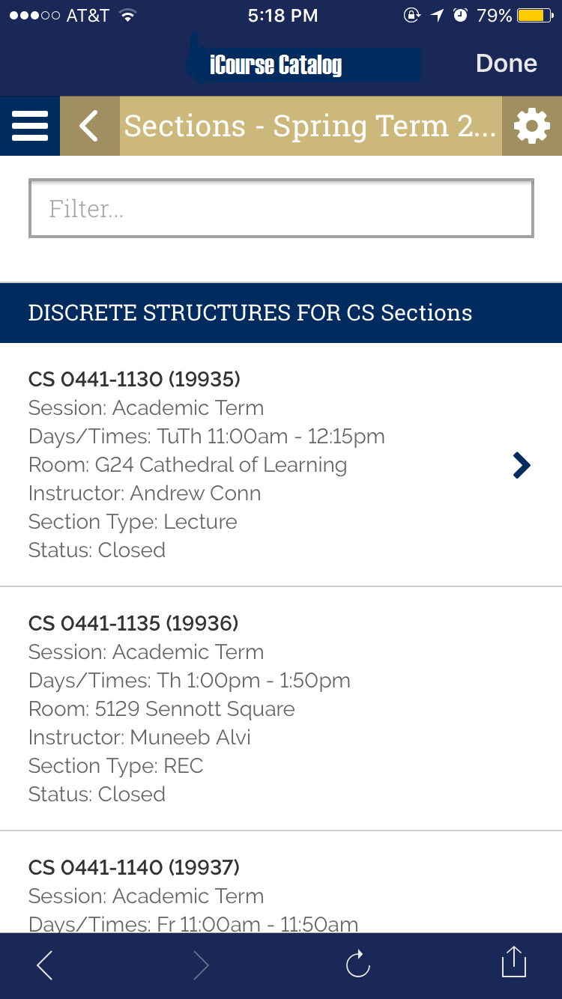 AT&T 5:18 PM 79%
iCourse Catalog Done
Sections - Spring Term 2...
Filter...
DISCRETE STRUCTURES FOR CS Sections
CS 0441-1130 (19935)
Session: Academic Term
Days/Times: TuTh 11:00am - 12:15pm
Room: G24 Cathedral of Learning
Instructor: Andrew Conn
Section Type: Lecture
Status: Closed
CS 0441-1135 (19936)
Session: Academic Term
Days/Times: Th 1:00pm - 1:50pm
Room: 5129 Sennott Square
Instructor: Muneeb Alvi
Section Type: REC
Status: Closed
CS 0441-1140 (19937)
Session: Academic Term
Days/Times: Fr 11:00am - 11:50am